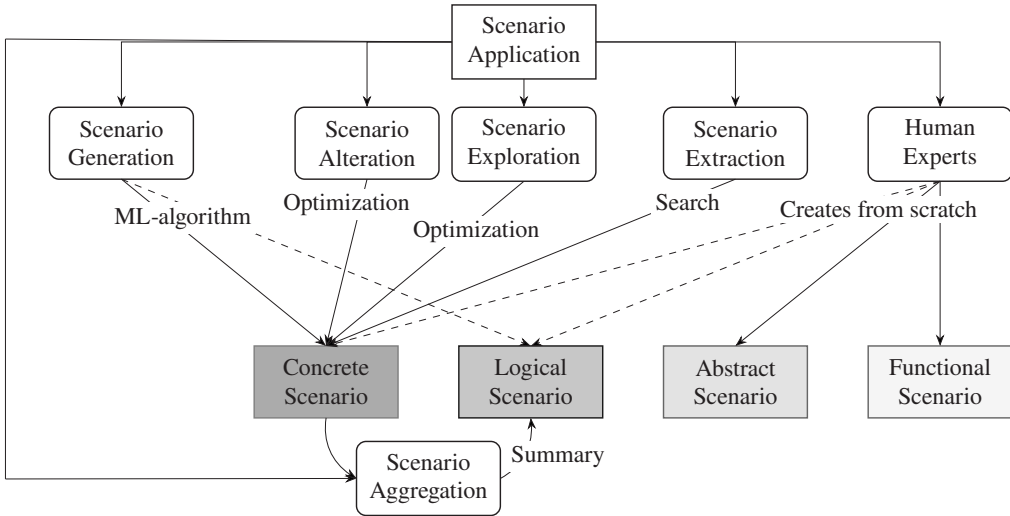 Scenario
Application
Scenario
Generation
Scenario
Alteration
Scenario
Exploration
Scenario
Extraction
Human
Experts
ML-algorithm
Optimization
Optimization
Search
Creates from scratch
Concrete
Scenario
Logical
Scenario
Abstract
Scenario
Functional
Scenario
Scenario
Aggregation
Summary